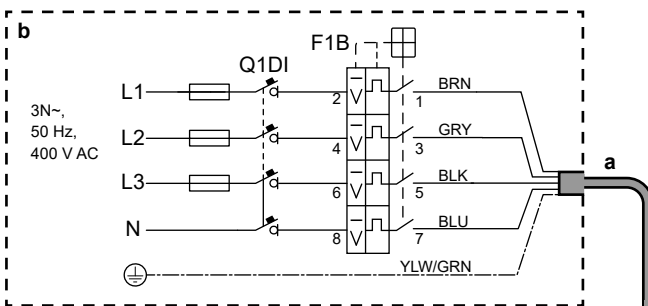 b
F1B
Q1DI
3N~,
50 Hz,
400 V AC
L1
2
1
BRN
L2
4
3
GRY
L3
6
5
BLK
N
8
7
BLU
YLW/GRN
a